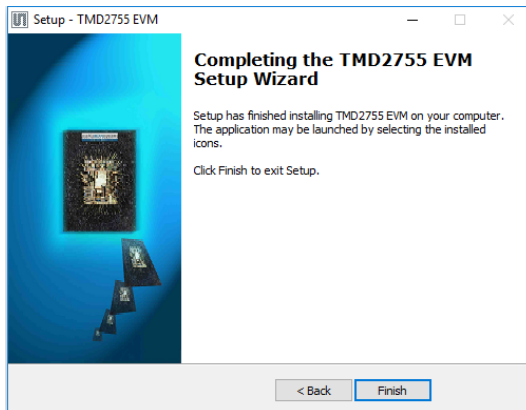 Setup - TMD2755 EVM
Completing the TMD2755 EVM
Setup Wizard
Setup has finished installing TMD2755 EVM on your computer.
The application may be launched by selecting the installed
icons.
Click Finish to exit Setup.
< Back
Finish